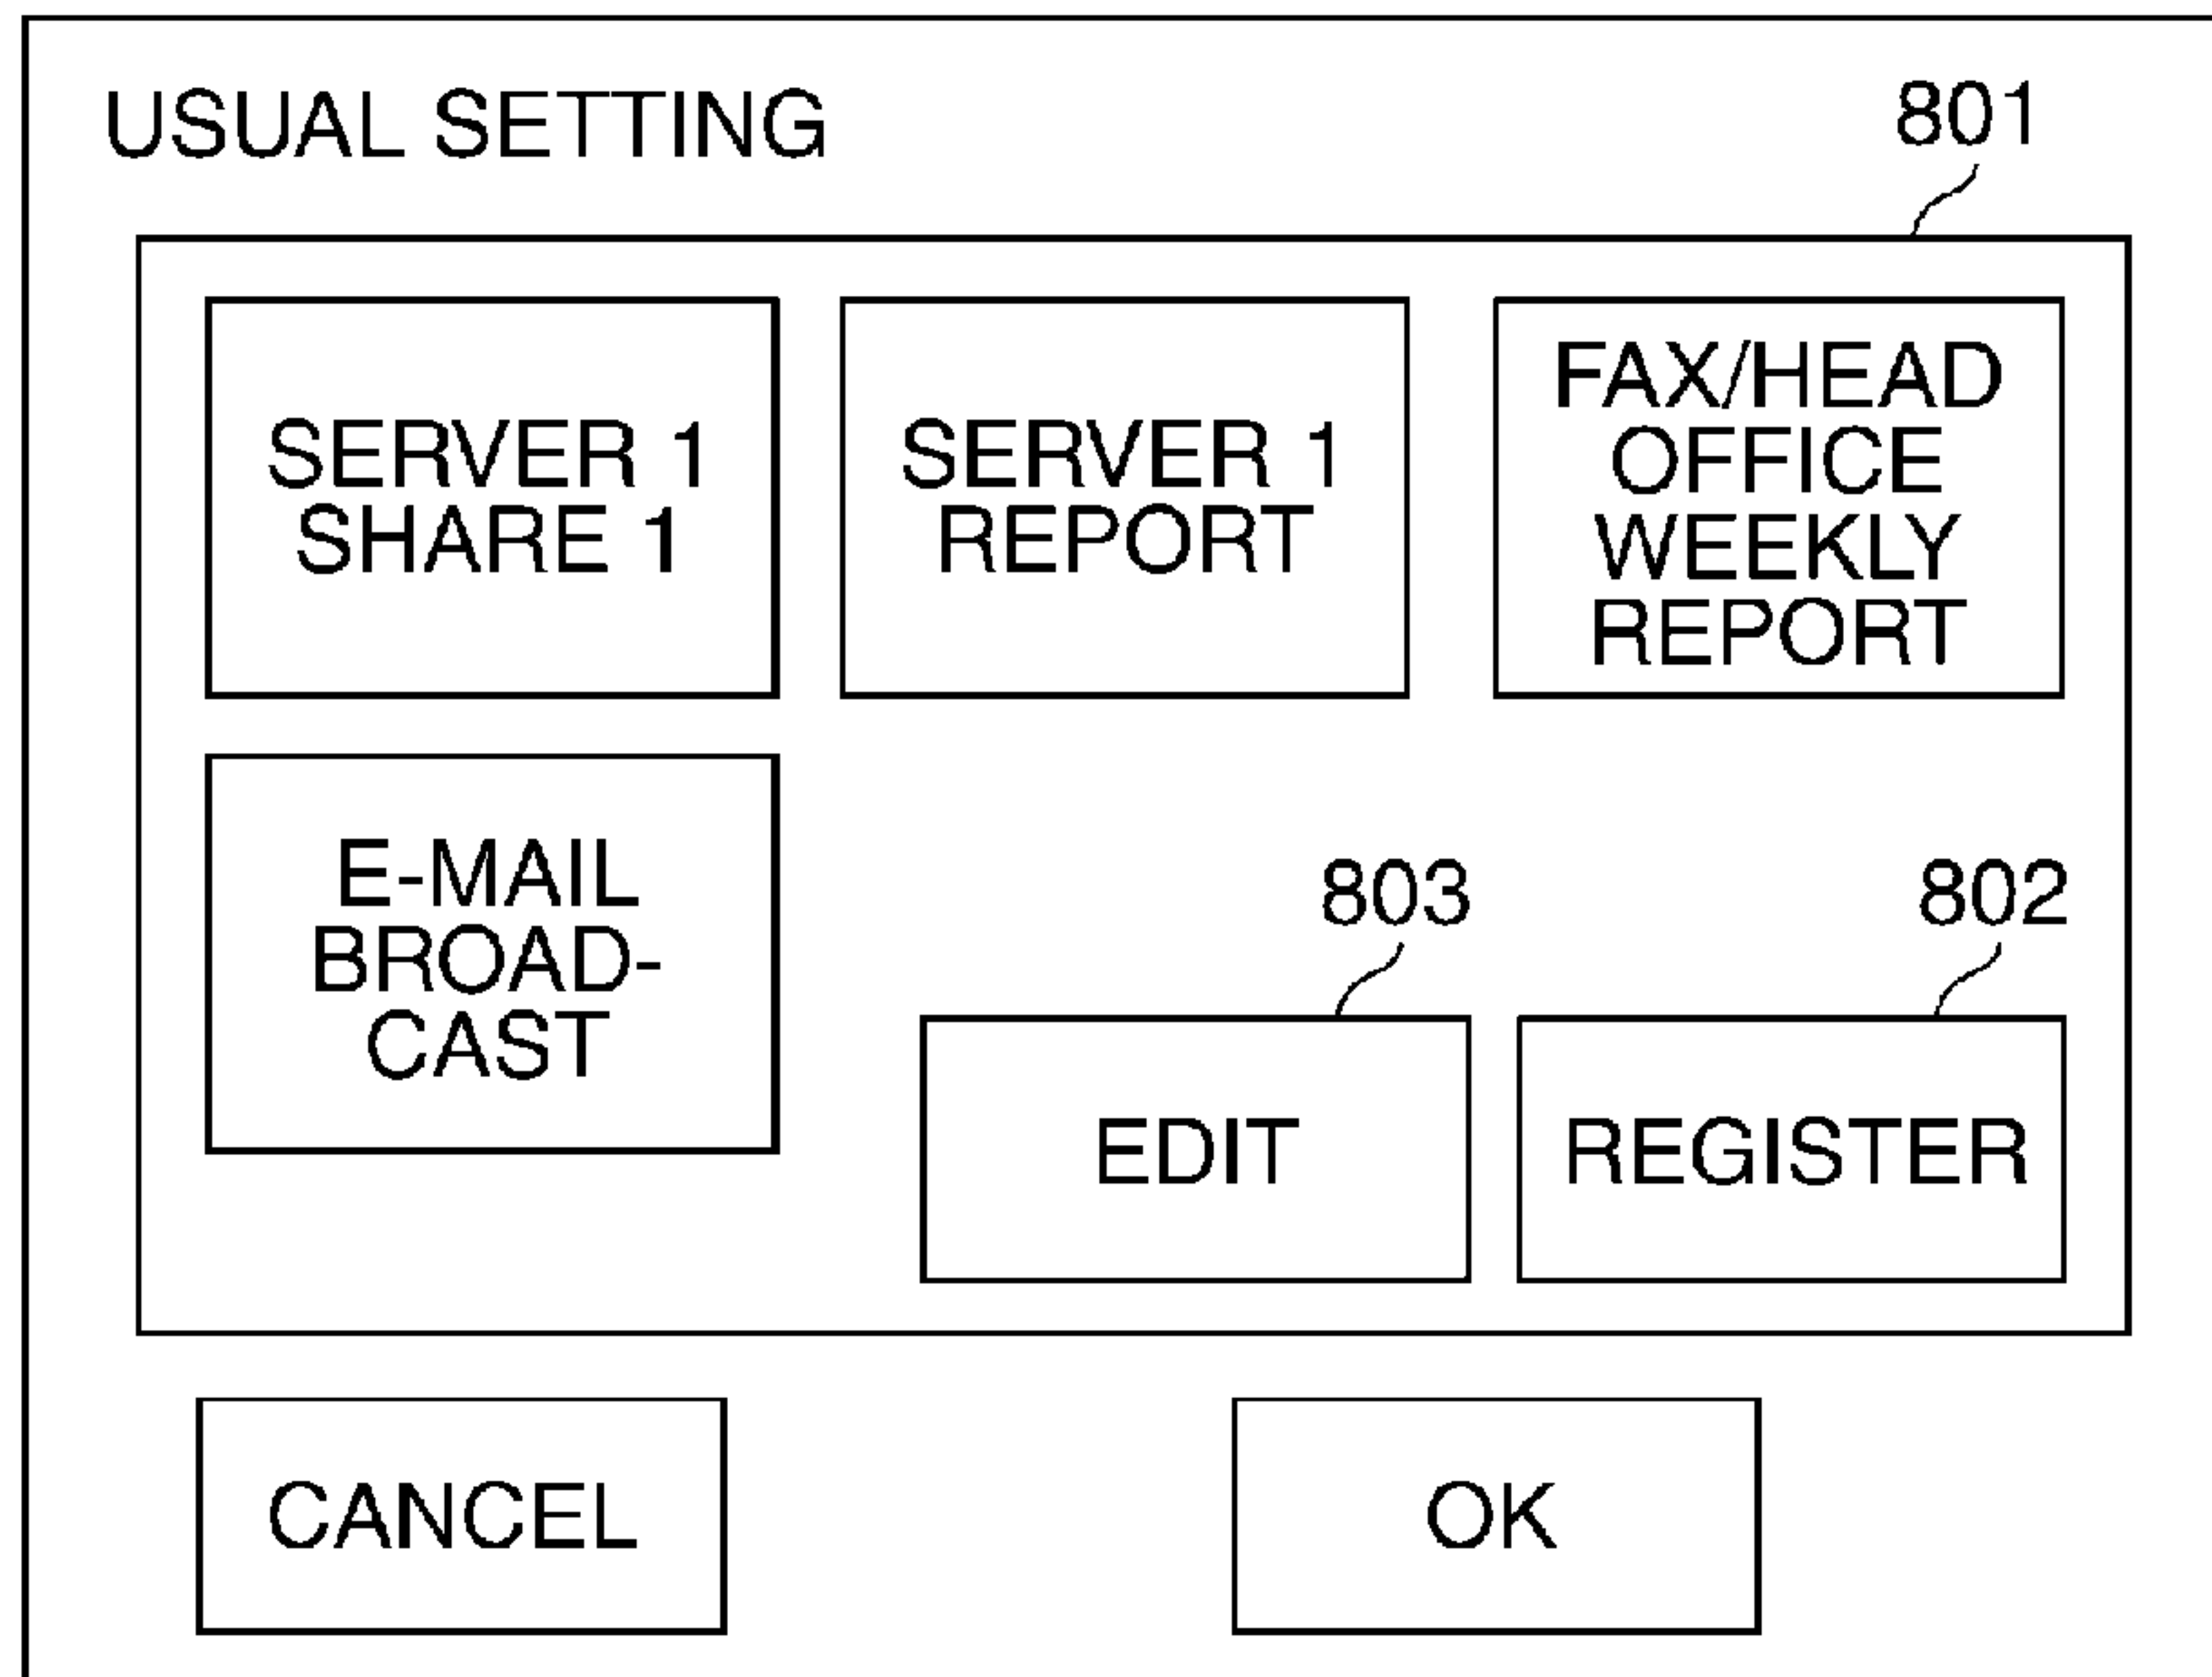 USUAL SETTING
801
SERVER 1
SHARE 1
SERVER 1
REPORT
FAX/HEAD
OFFICE
WEEKLY
REPORT
E-MAIL
BROAD-
CAST
803
802
EDIT
REGISTER
CANCEL
OK